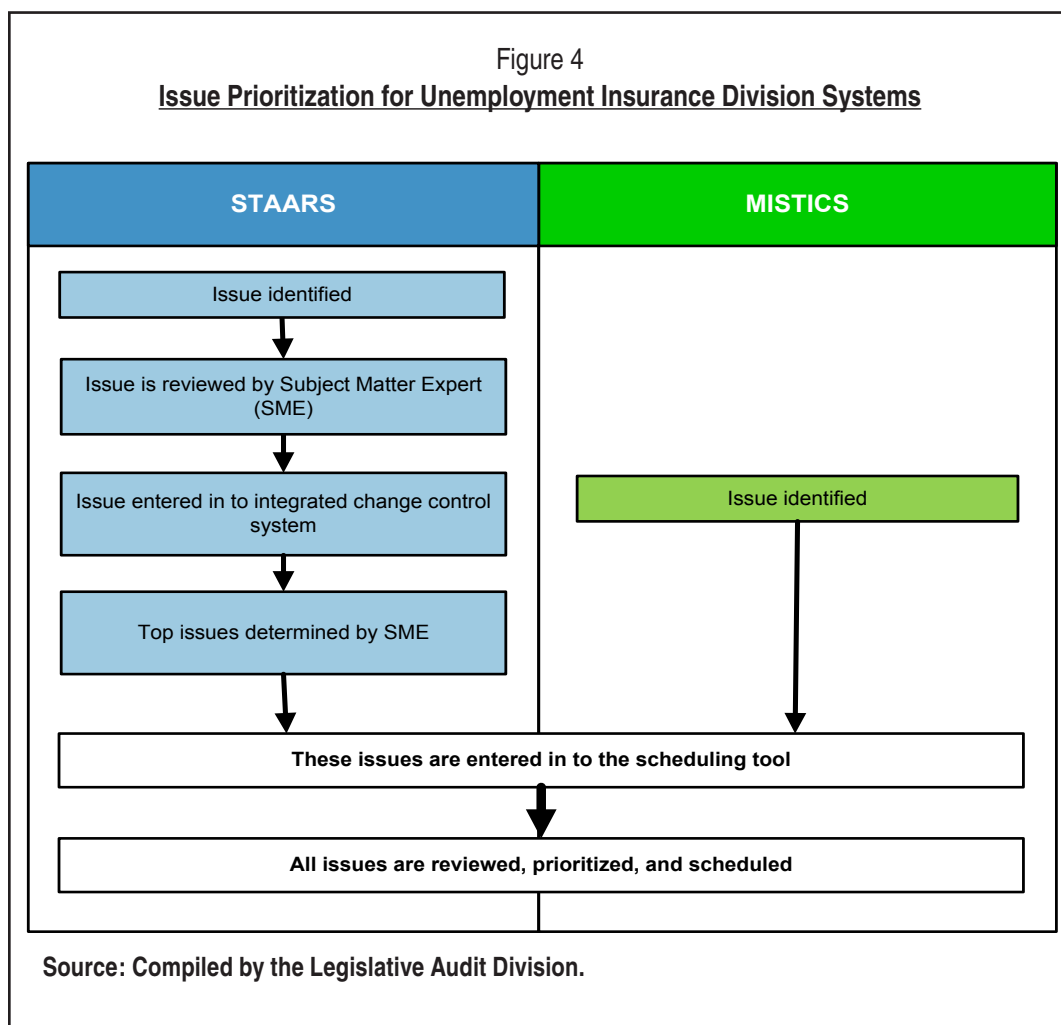 Figure 4
Issue Prioritization for Unemployment Insurance Division Systems
STAARS
MISTICS
Issue identified
Issue is reviewed by Subject Matter Expert
(SME)
Issue entered in to integrated change control
system
Issue identified
Top issues determined by SME
These issues are entered in to the scheduling tool
All issues are reviewed, prioritized, and scheduled
Source: Compiled by the Legislative Audit Division.